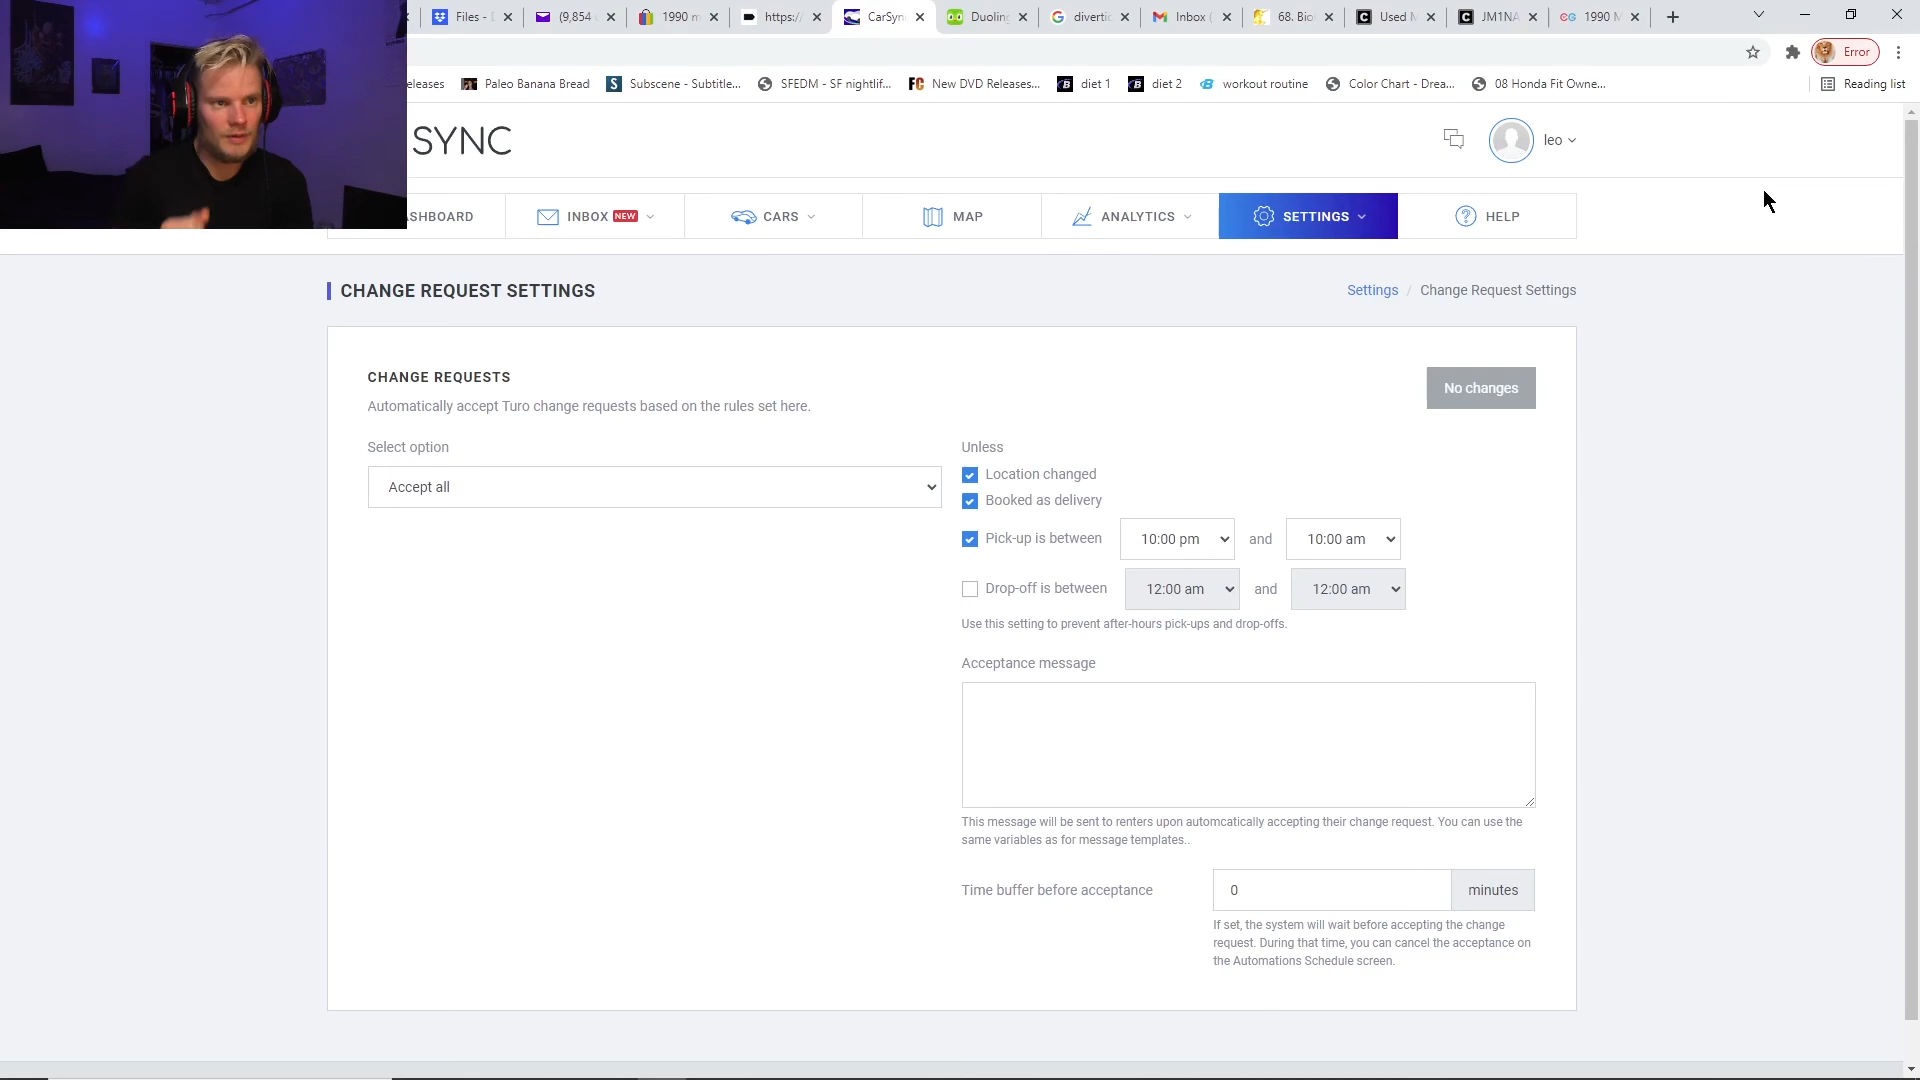 Files -
(9,854
1990 m
https:/
CarSyn
Duoling
divertic
Inbox (
68. Bio
Used M
JM1NA
1990 M
Error
eleases
Paleo Banana Bread
Subscene - Subtitle...
SFEDM - SF nightlif...
New DVD Releases...
diet 1
diet 2
workout routine
Color Chart - Drea...
08 Honda Fit Owne...
Reading list
SYNC
leo
ASHBOARD
INBOX NEW
CARS
MAP
ANALYTICS
SETTINGS
HELP
CHANGE REQUEST SETTINGS
Settings / Change Request Settings
CHANGE REQUESTS
No changes
Automatically accept Turo change requests based on the rules set here.
Select option
Accept all
Unless
Location changed
Booked as delivery
Pick-up is between 10:00 pm and 10:00 am
Drop-off is between 12:00 am and 12:00 am
Use this setting to prevent after-hours pick-ups and drop-offs.
Acceptance message
This message will be sent to renters upon automcatically accepting their change request. You can use the
same variables as for message templates..
Time buffer before acceptance 0 minutes
If set, the system will wait before accepting the change
request. During that time, you can cancel the acceptance on
the Automations Schedule screen.